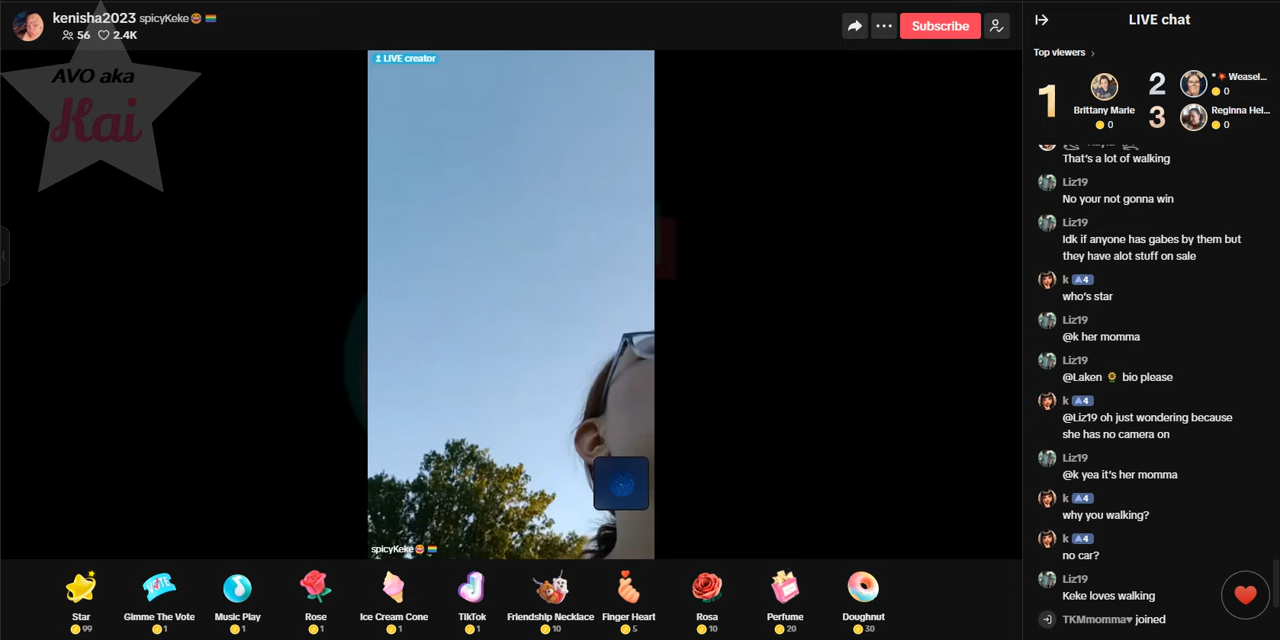 kenisha2023 spicyKeke
56 2.4K
Subscribe
LIVE chat
AVO aka
Kai
LIVE creator
spicyKeke
Top viewers
1
Brittany Marie
0
2
Weasel...
0
3
Reginna Hel...
0
That's a lot of walking
Liz19
No your not gonna win
Liz19
Idk if anyone has gabes by them but
they have alot stuff on sale
k 4
who's star
Liz19
@k her momma
Liz19
@Laken 🌻 bio please
k 4
@Liz19 oh just wondering because
she has no camera on
Liz19
@k yea it's her momma
k 4
why you walking?
k 4
no car?
Liz19
Keke loves walking
TKMmomma♥ joined
Star
99
Gimme The Vote
1
Music Play
1
Rose
1
Ice Cream Cone
1
TikTok
1
Friendship Necklace
10
Finger Heart
5
Rosa
10
Perfume
20
Doughnut
30